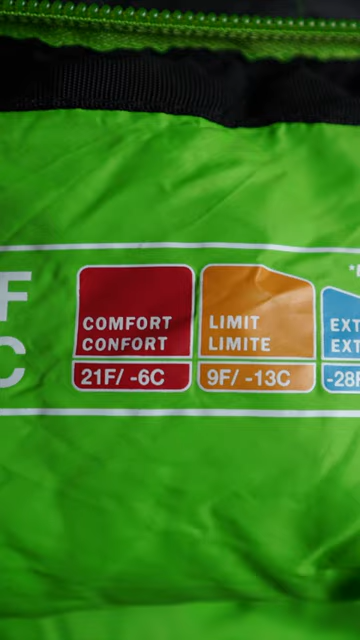 F
C
COMFORT
CONFORT
21F/ -6C
LIMIT
LIMITE
9F/ -13C
EXT
EXT
-28F